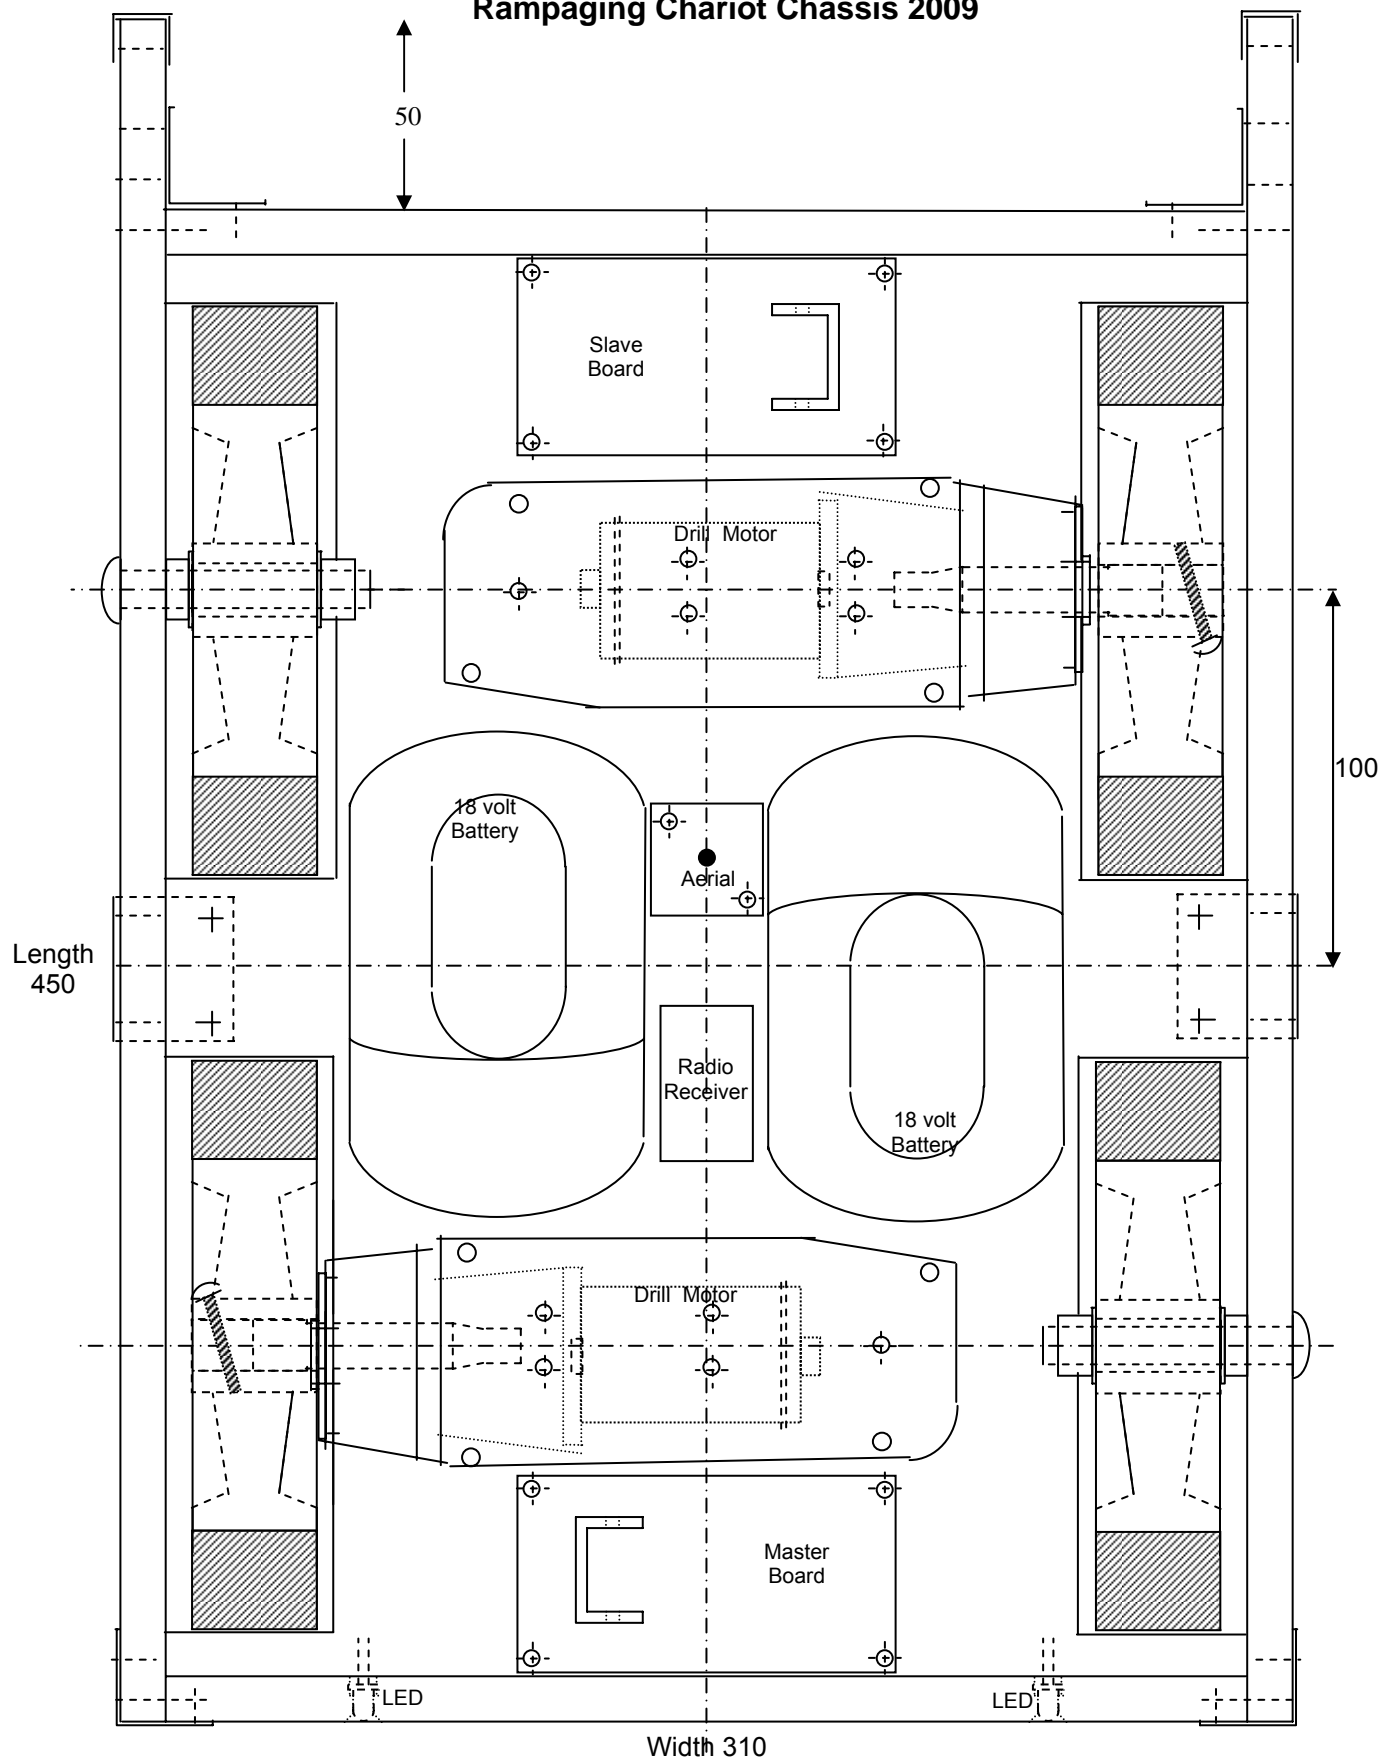 Rampaging Chariot Chassis 2009
50
Slave
Board
Drill Motor
100
18 volt
Battery
Aerial
Length
450
Radio
Receiver
18 volt
Battery
Drill Motor
Master
Board
LED
LED
Width 310